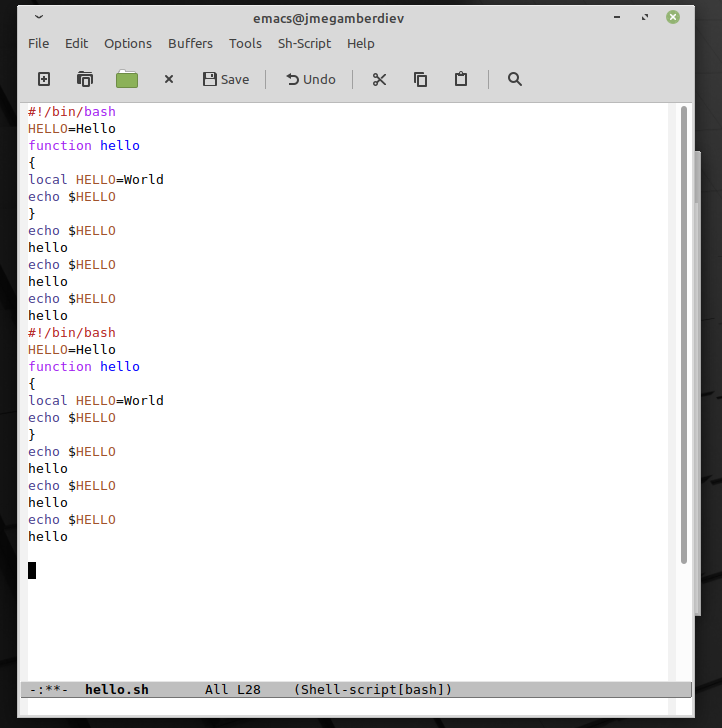 emacs@jmegamberdiev
File Edit Options Buffers Tools Sh-Script Help
Save Undo
#!/bin/bash
HELLO=Hello
function hello
{
local HELLO=World
echo $HELLO
}
echo $HELLO
hello
echo $HELLO
hello
echo $HELLO
hello
#!/bin/bash
HELLO=Hello
function hello
{
local HELLO=World
echo $HELLO
}
echo $HELLO
hello
echo $HELLO
hello
echo $HELLO
hello
-:**- hello.sh All L28 (Shell-script[bash])